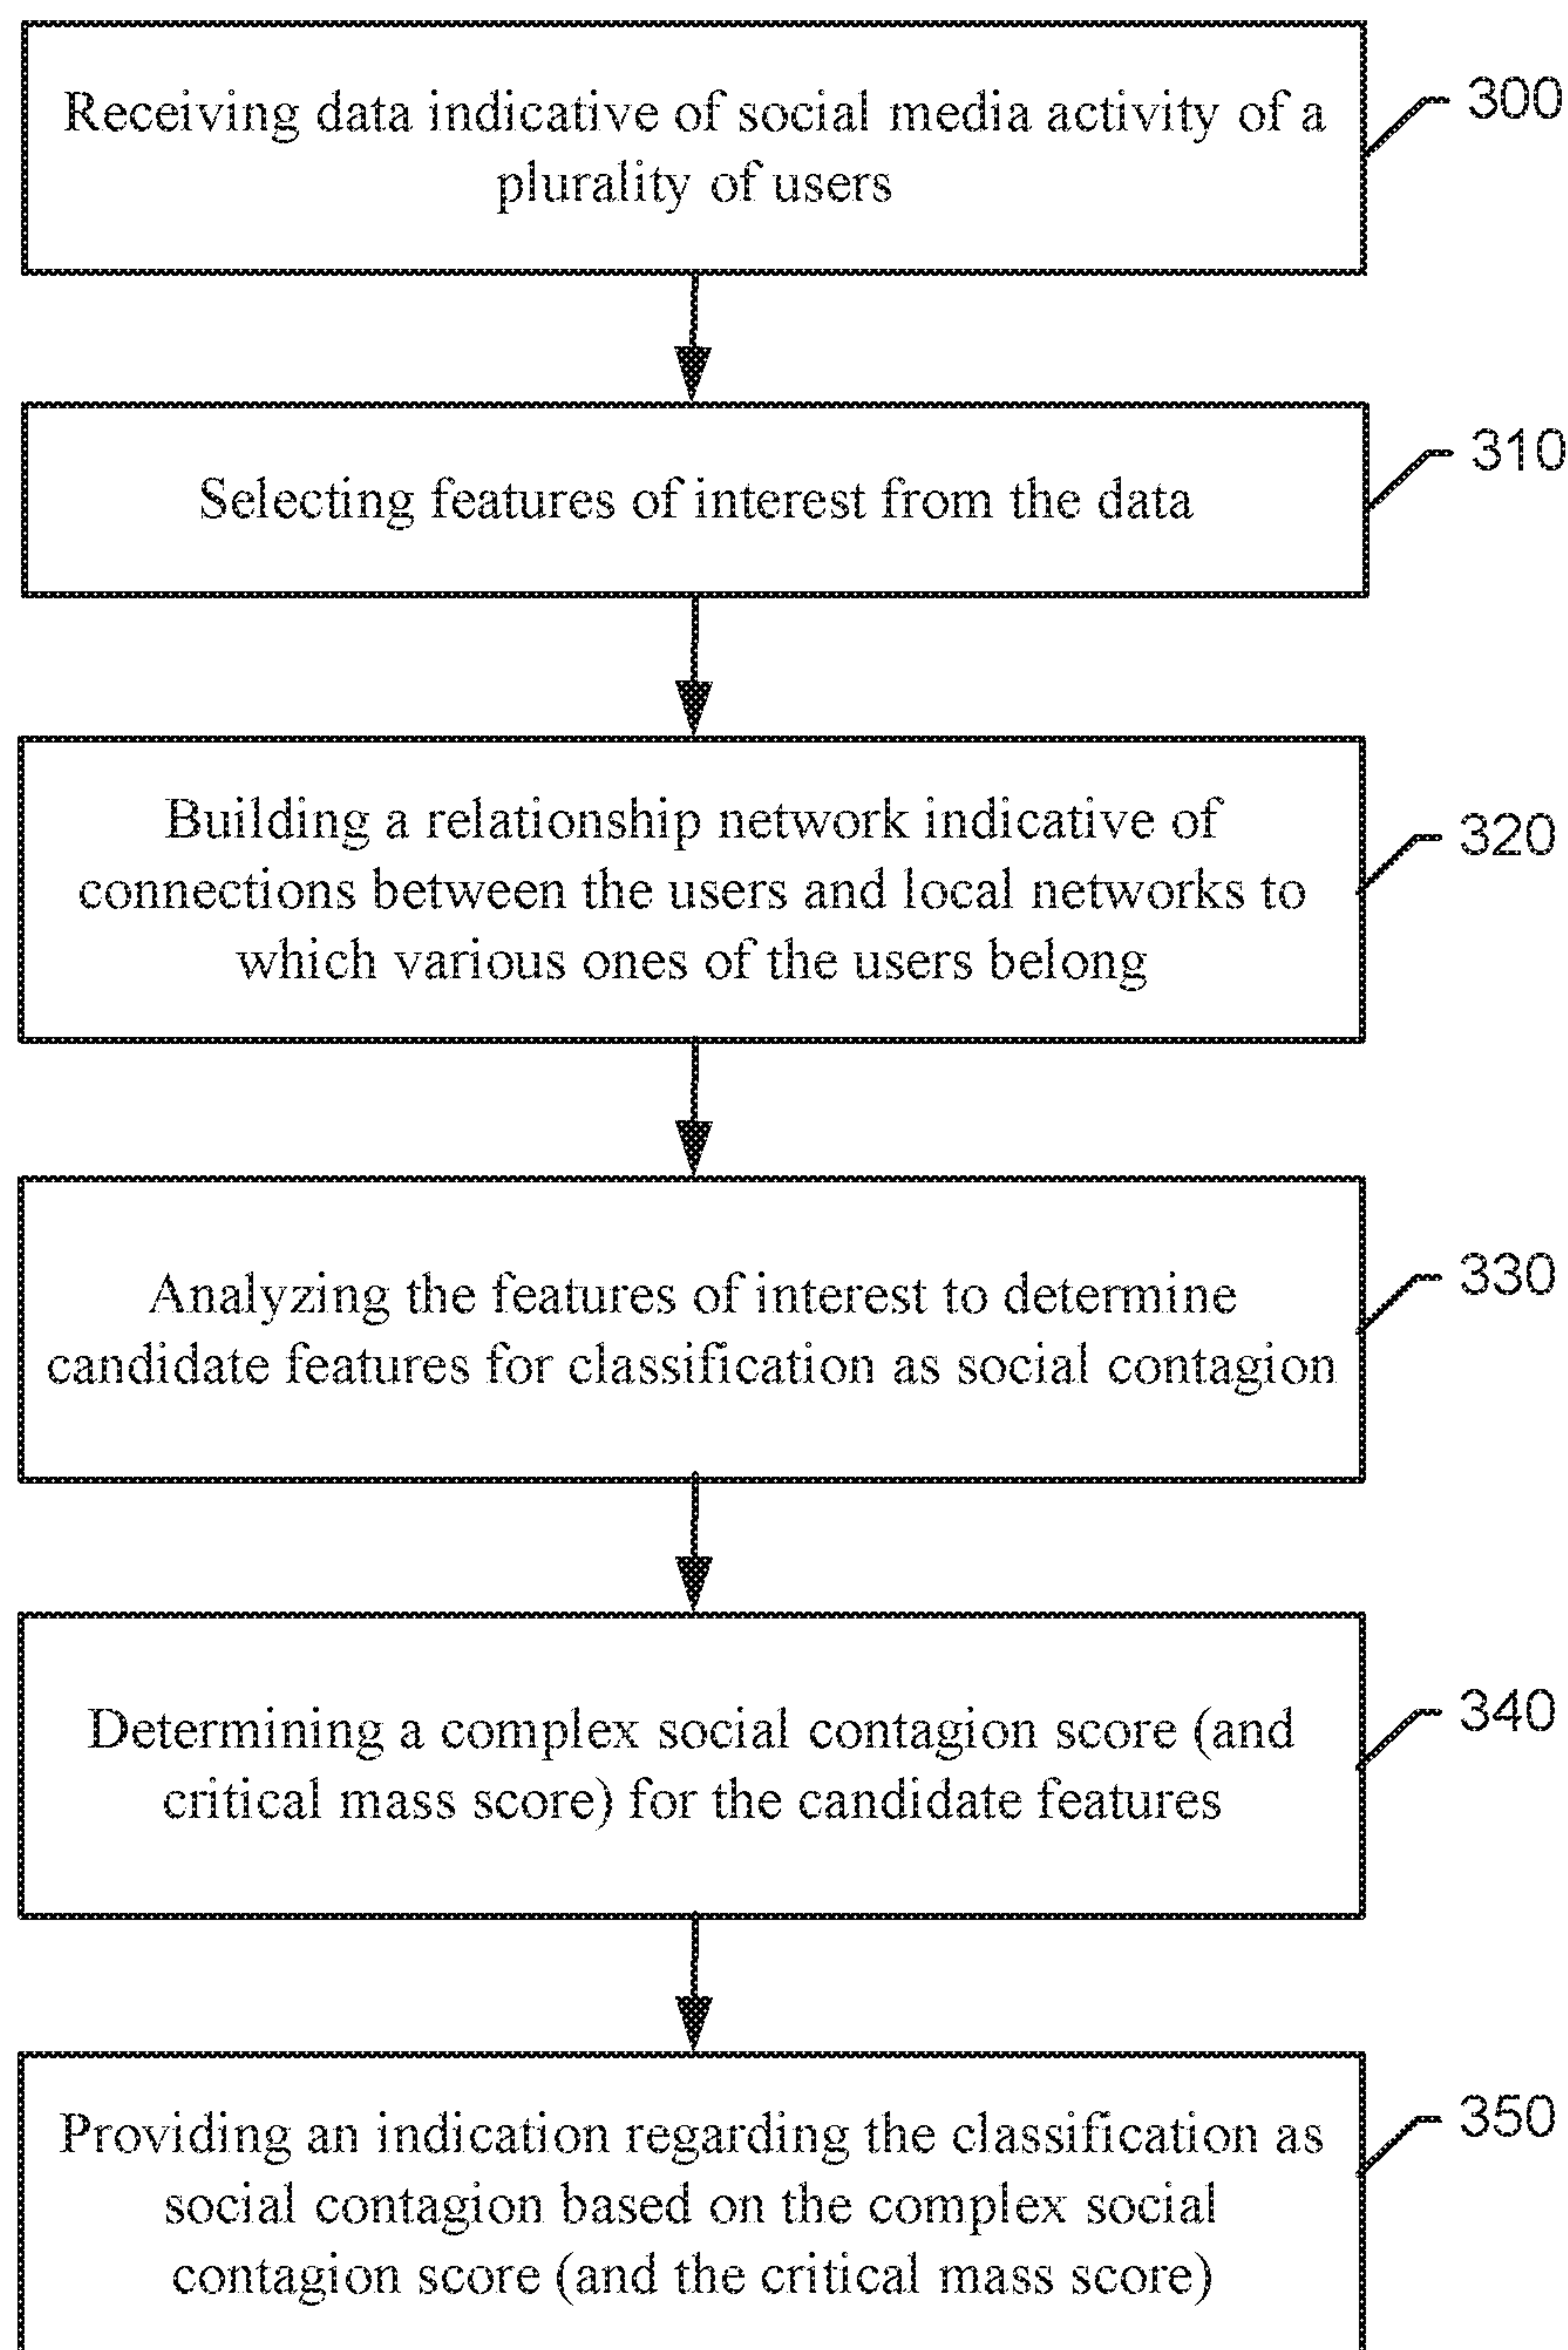 Receiving data indicative of social media activity of a
plurality of users
300
Selecting features of interest from the data
310
Building a relationship network indicative of
connections between the users and local networks to
which various ones of the users belong
320
Analyzing the features of interest to determine
candidate features for classification as social contagion
330
Determining a complex social contagion score (and
critical mass score) for the candidate features
340
Providing an indication regarding the classification as
social contagion based on the complex social
contagion score (and the critical mass score)
350